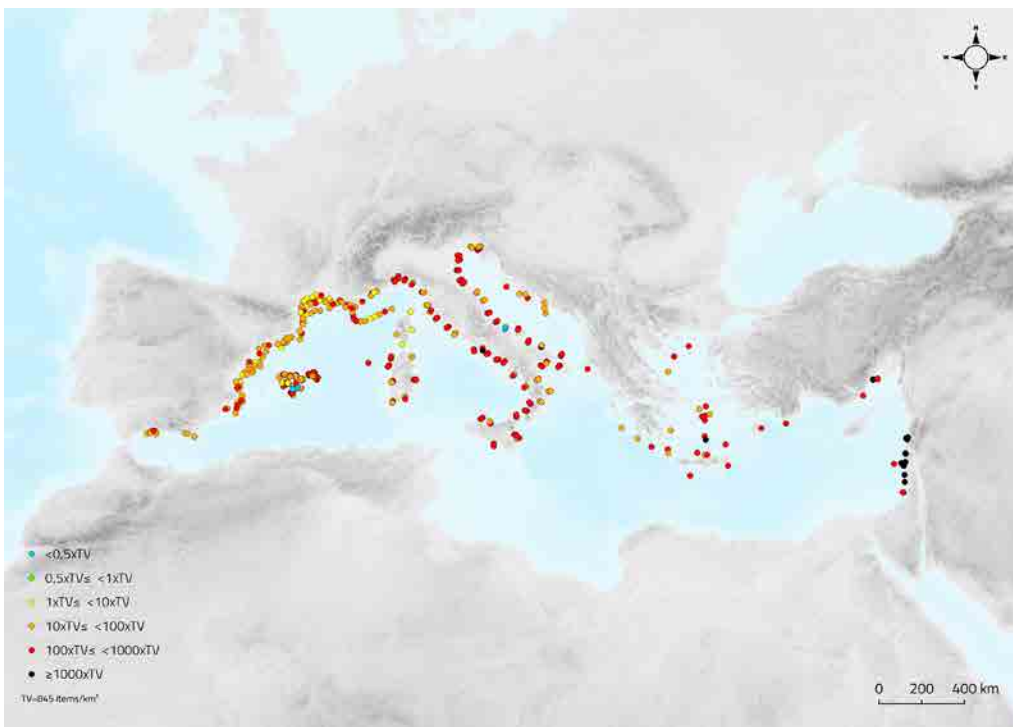 N
W E
S
<0,5xTV
0,5xTV≤ <1xTV
1xTV≤ <10xTV
10xTV≤ <100xTV
100xTV≤ <1000xTV
≥1000xTV
TV=845 items/km²
0 200 400 km